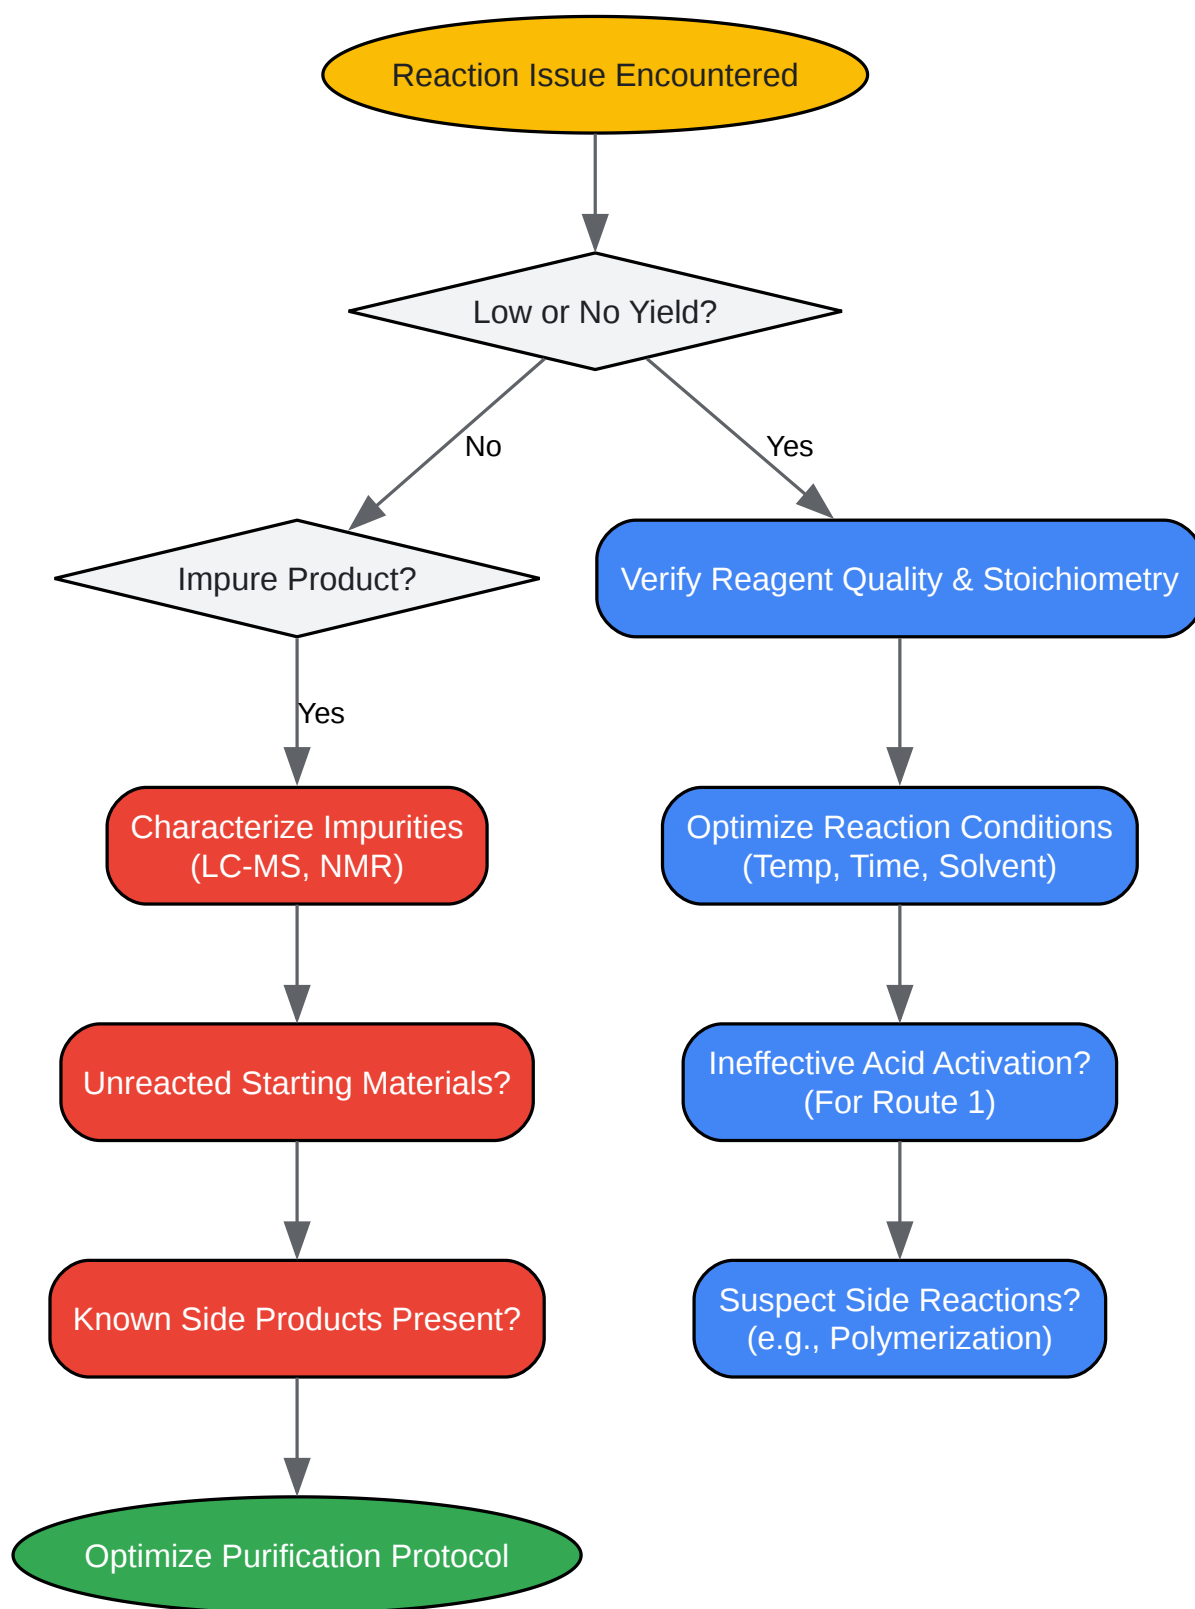 Reaction Issue Encountered
Low or No Yield?
No
Yes
Impure Product?
Verify Reagent Quality & Stoichiometry
Yes
Characterize Impurities
(LC-MS, NMR)
Optimize Reaction Conditions
(Temp, Time, Solvent)
Unreacted Starting Materials?
Ineffective Acid Activation?
(For Route 1)
Known Side Products Present?
Suspect Side Reactions?
(e.g., Polymerization)
Optimize Purification Protocol